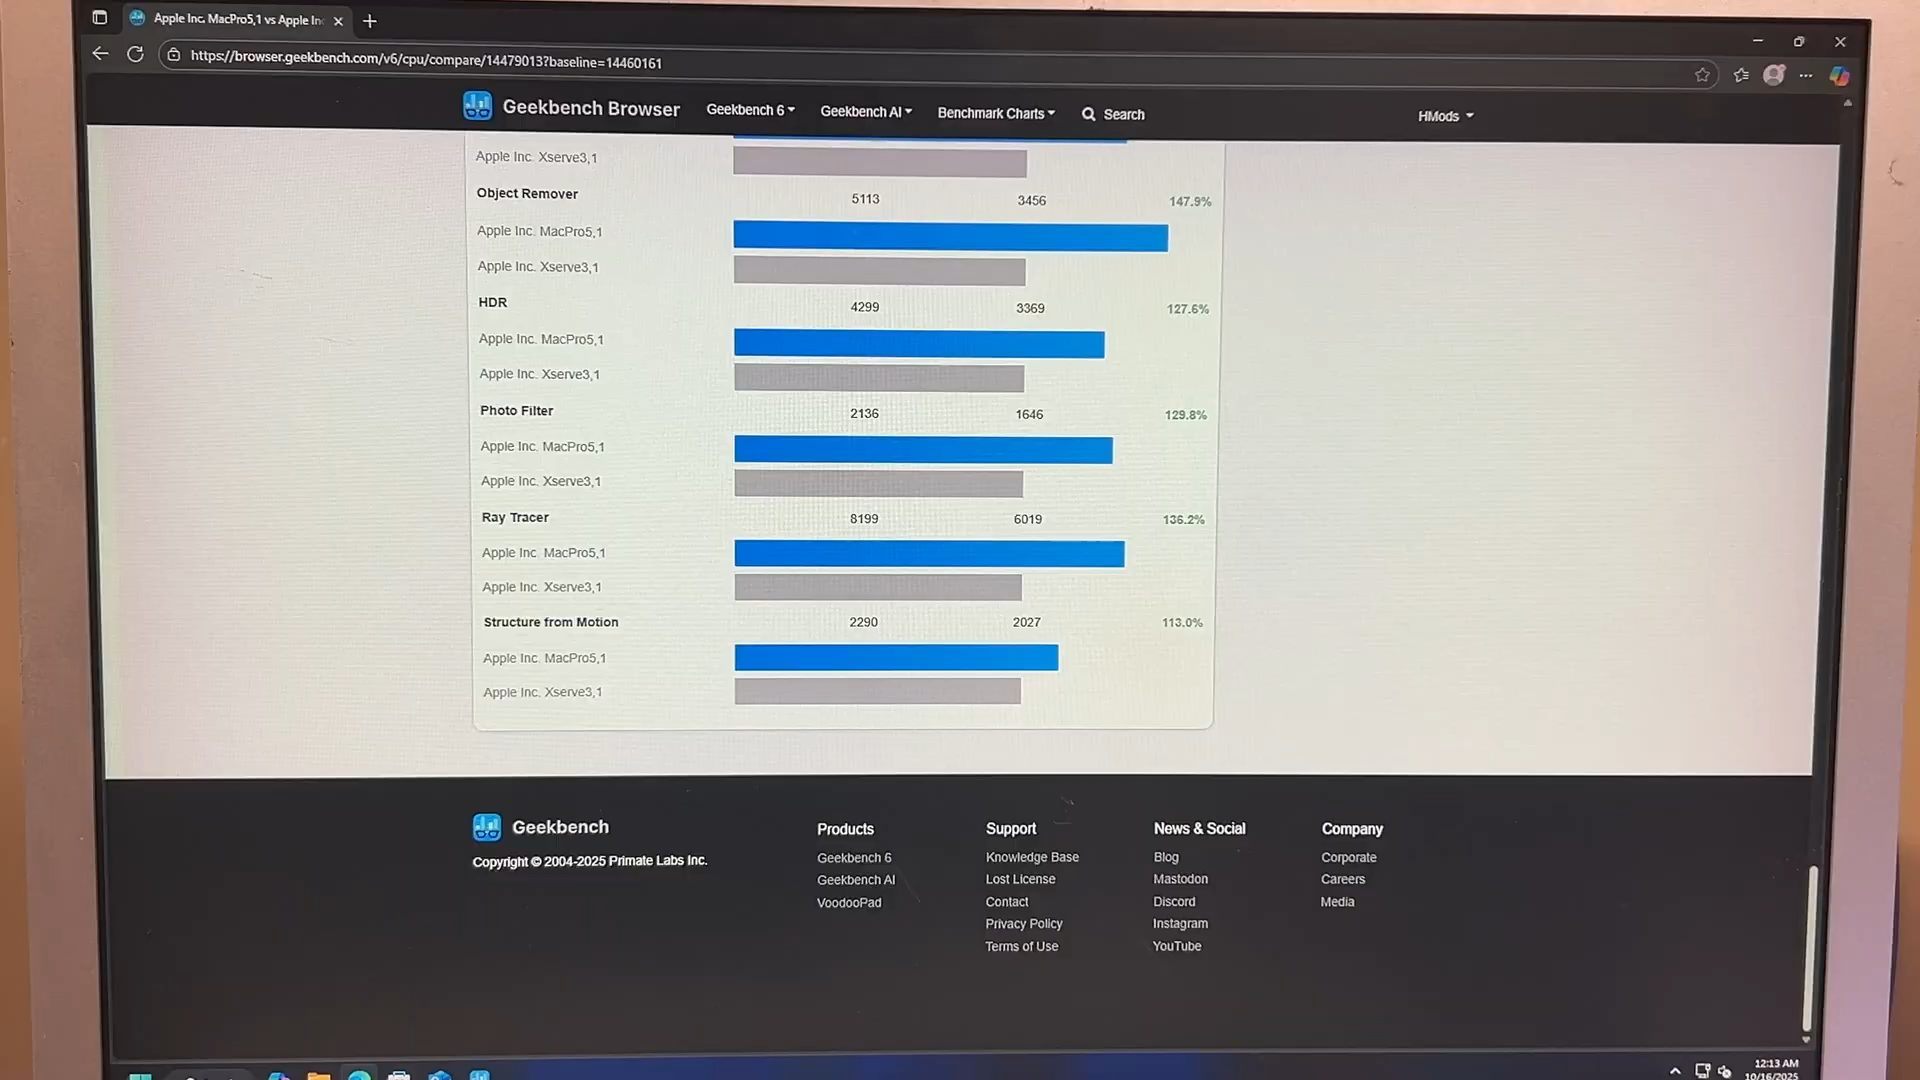 Apple Inc. MacPro5,1 vs Apple Inc
https://browser.geekbench.com/v6/cpu/compare/14479013?baseline=14460161
Geekbench Browser Geekbench 6 Geekbench AI Benchmark Charts Search HMods
Apple Inc. Xserve3,1
Object Remover 5113 3456 147.9%
Apple Inc. MacPro5,1
Apple Inc. Xserve3,1
HDR 4299 3369 127.6%
Apple Inc. MacPro5,1
Apple Inc. Xserve3,1
Photo Filter 2136 1646 129.8%
Apple Inc. MacPro5,1
Apple Inc. Xserve3,1
Ray Tracer 8199 6019 136.2%
Apple Inc. MacPro5,1
Apple Inc. Xserve3,1
Structure from Motion 2290 2027 113.0%
Apple Inc. MacPro5,1
Apple Inc. Xserve3,1
Geekbench
Copyright © 2004-2025 Primate Labs Inc.
Products
Geekbench 6
Geekbench AI
VoodooPad
Support
Knowledge Base
Lost License
Contact
Privacy Policy
Terms of Use
News & Social
Blog
Mastodon
Discord
Instagram
YouTube
Company
Corporate
Careers
Media
12:13 AM
10/16/2025